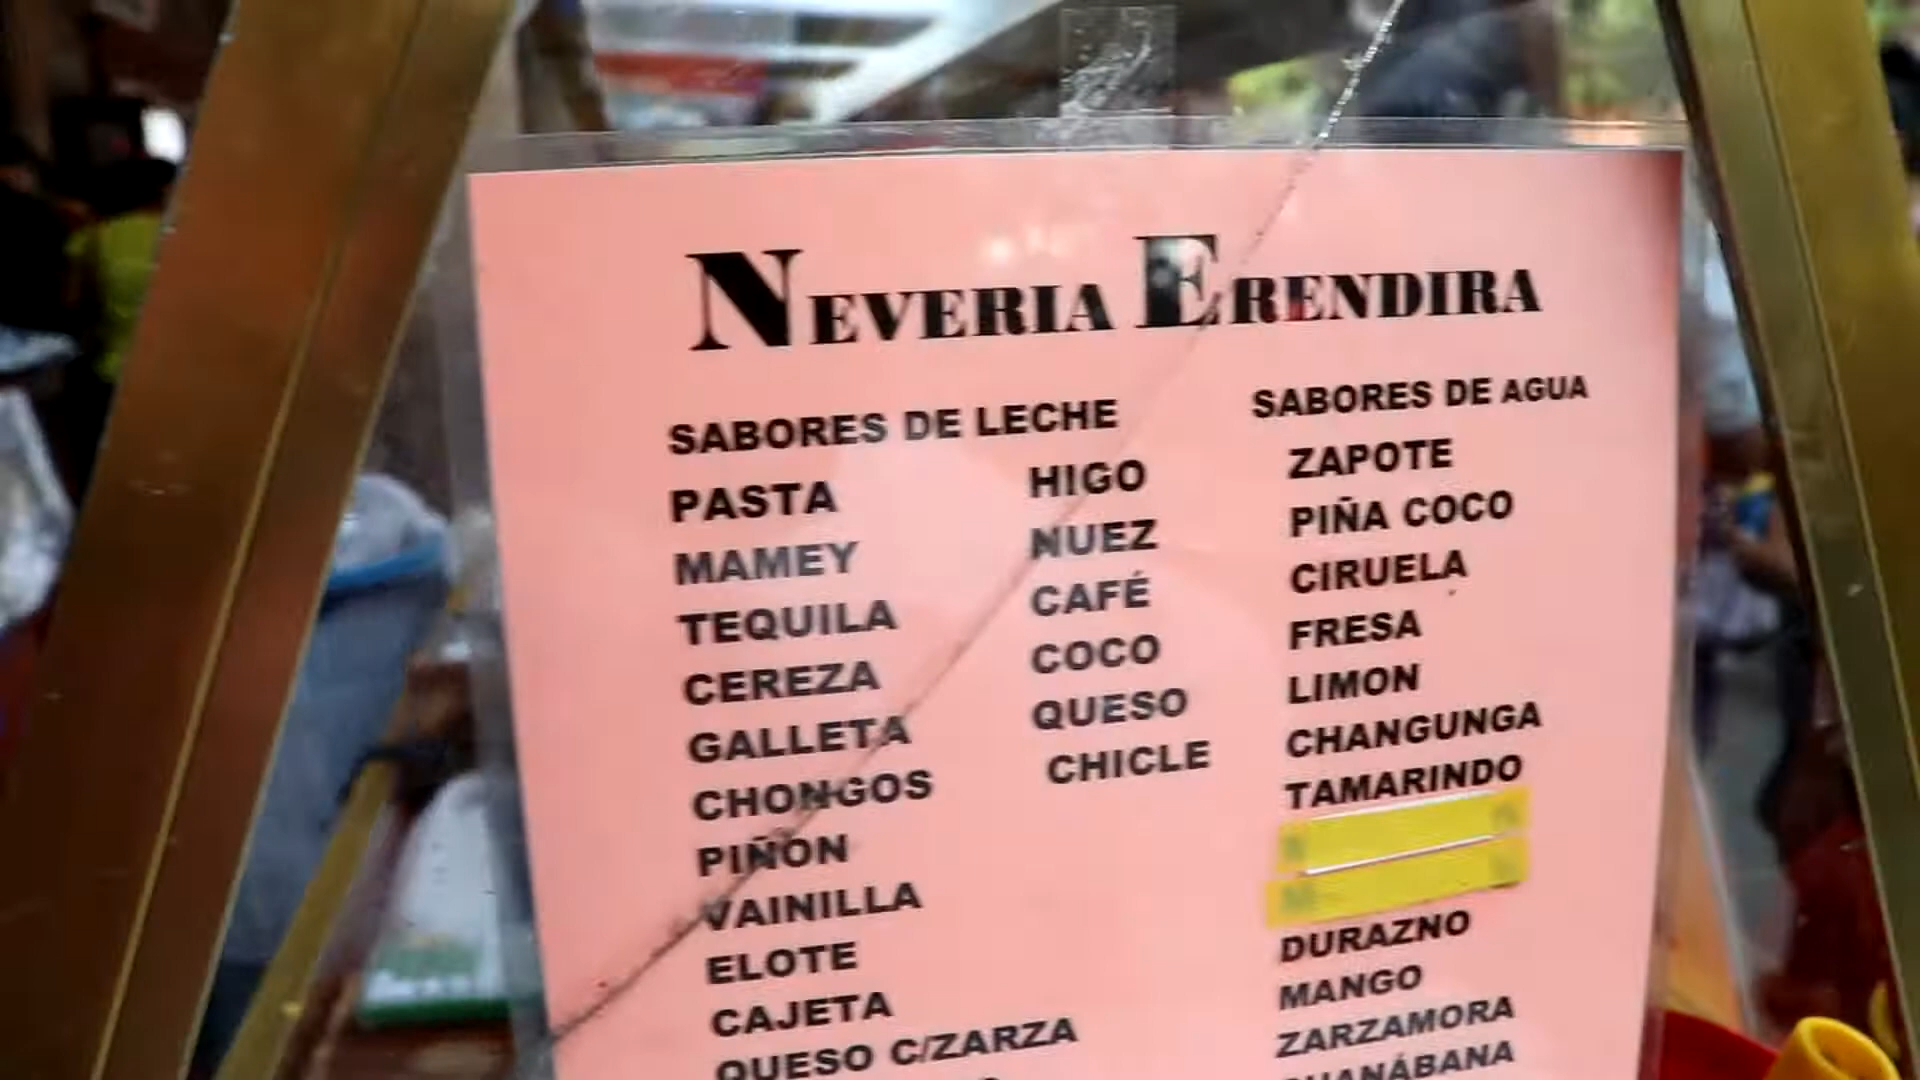 NEVERIA ERENDIRA
SABORES DE LECHE
PASTA
MAMEY
TEQUILA
CEREZA
GALLETA
CHONGOS
PIÑON
VAINILLA
ELOTE
CAJETA
QUESO C/ZARZA
HIGO
NUEZ
CAFÉ
COCO
QUESO
CHICLE
SABORES DE AGUA
ZAPOTE
PIÑA COCO
CIRUELA
FRESA
LIMON
CHANGUNGA
TAMARINDO
DURAZNO
MANGO
ZARZAMORA
GUANÁBANA